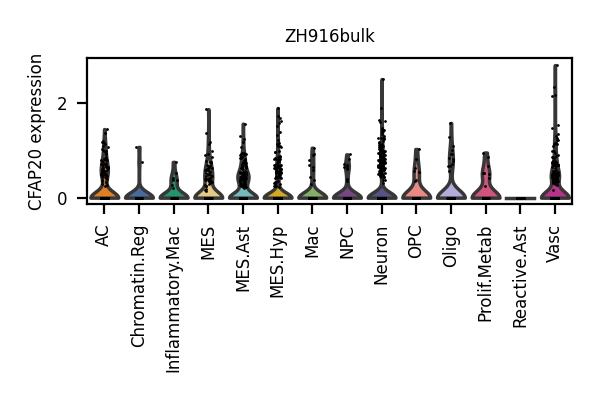 ZH916bulk
CFAP20 expression
2
0
AC
Chromatin.Reg
Inflammatory.Mac
MES
MES.Ast
MES.Hyp
Mac
NPC
Neuron
OPC
Oligo
Prolif.Metab
Reactive.Ast
Vasc